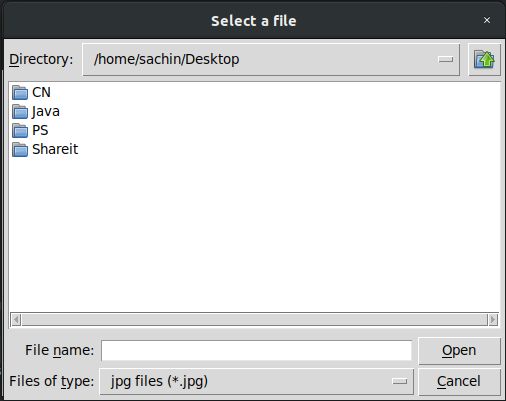 Select a file
Directory: /home/sachin/Desktop
CN
Java
PS
Shareit
File name: Open
Files of type: jpg files (*.jpg) Cancel